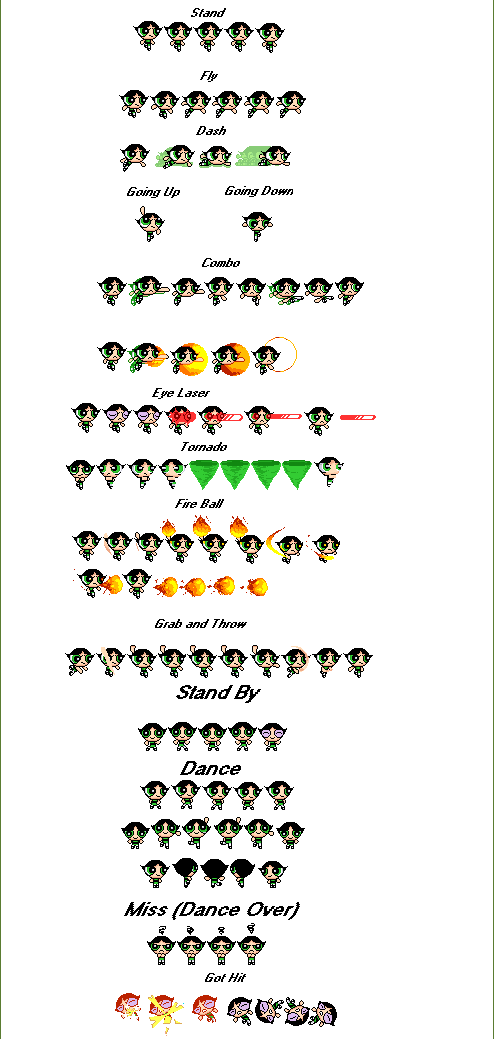 Stand
Fly
Dash
Going Up Going Down
Combo
Eye Laser
Tornado
Fire Ball
Grab and Throw
Stand By
Dance
Miss (Dance Over)
Got Hit